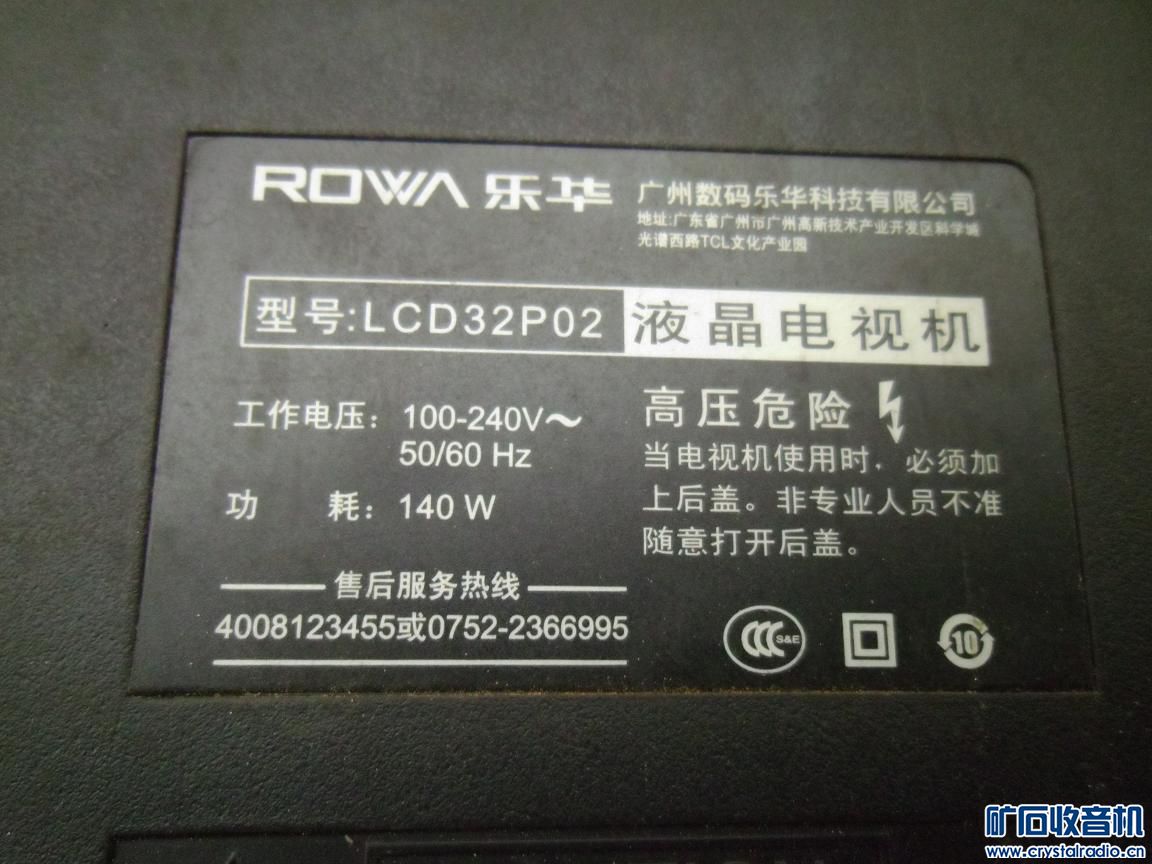 ROWA 乐华
广州数码乐华科技有限公司
地址:广东省广州市广州高新技术产业开发区科学城
光谱西路TCL文化产业园
型号:LCD32P02 液晶电视机
工作电压：100-240V～
50/60 Hz
功 耗：140 W
高压危险
当电视机使用时，必须加
上后盖。非专业人员不准
随意打开后盖。
售后服务热线
4008123455或0752-2366995
CCC S&E
10
矿石收音机
www.crystalradio.cn